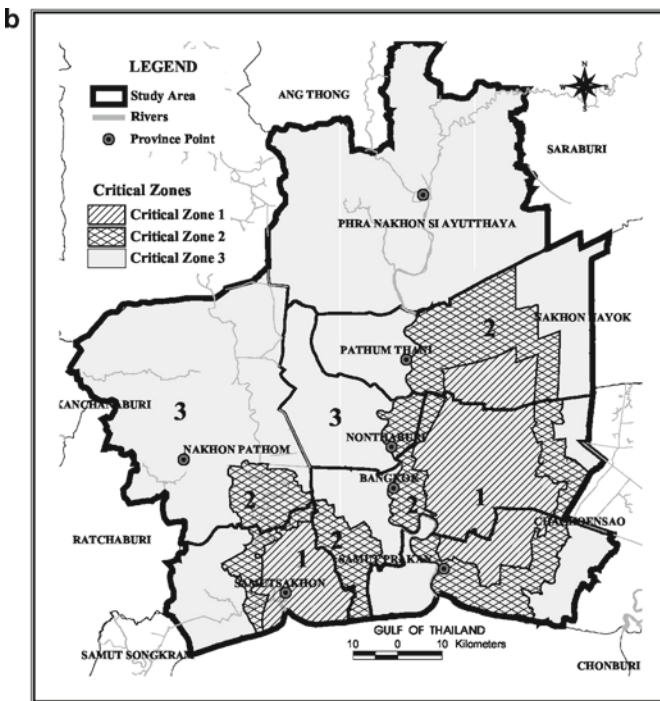 b
LEGEND
Study Area
Rivers
Province Point
Critical Zones
Critical Zone 1
Critical Zone 2
Critical Zone 3
ANG THONG
N
W
E
S
SARABURI
PHRA NAKHON SI AYUTTHAYA
2
NAKHON NAYOK
PATHUM THANI
KANCHANABURI
3
3
NAKHON PATHOM
NONTHABURI
BANGKOK
2
2
1
CHACHOENSAO
RATCHABURI
2
1
SAMUT PRAKAN
2
SAMUTSAKHON
GULF OF THAILAND
10 0 10 Kilometers
SAMUT SONGKRAM
CHONBURI